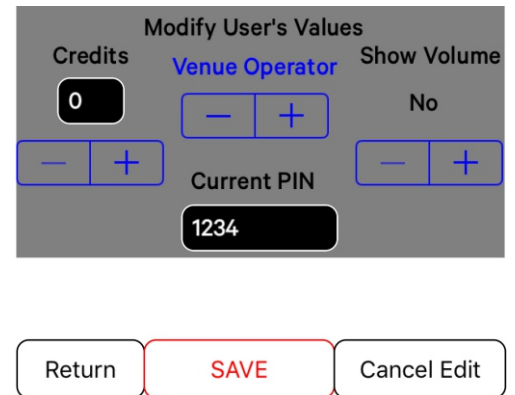 Modify User's Values
Credits
Venue Operator
Show Volume
0
No
Current PIN
1234
Return
SAVE
Cancel Edit